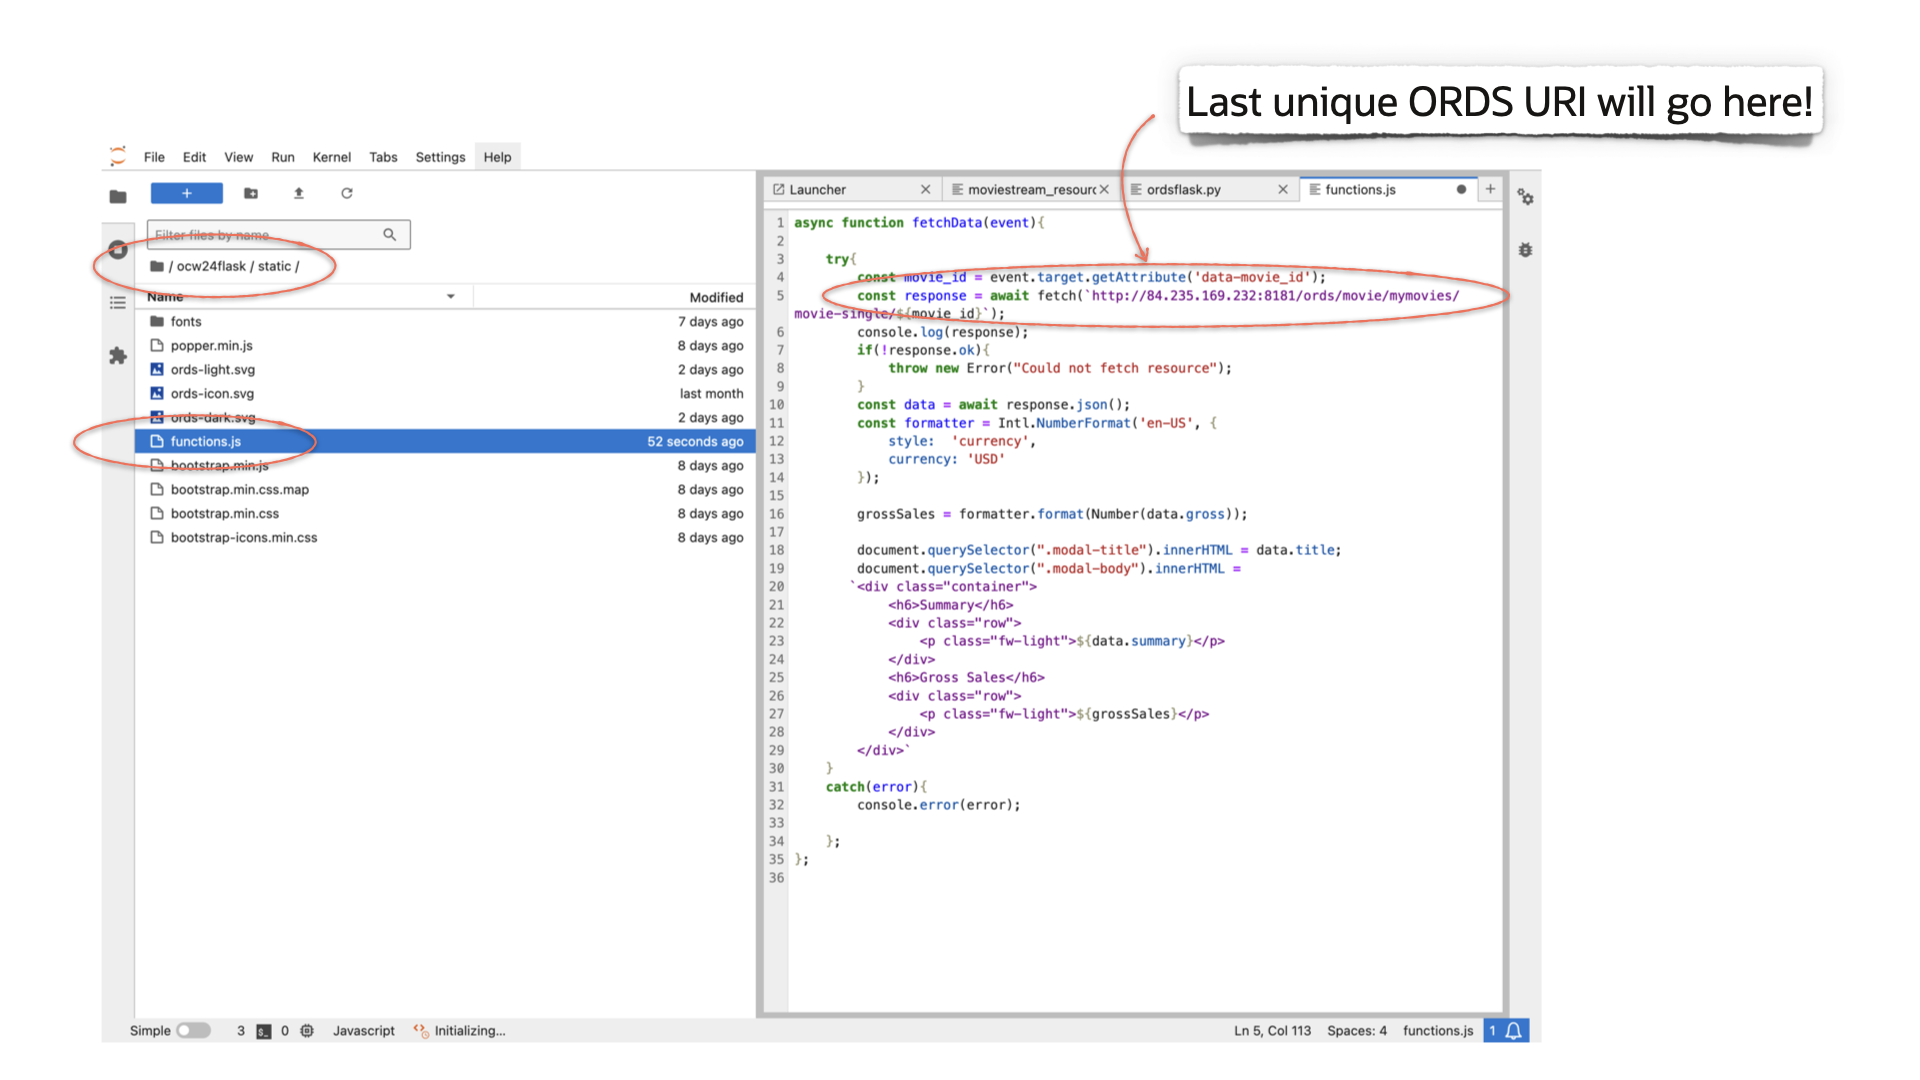 Last unique ORDS URI will go here!
File Edit View Run Kernel Tabs Settings Help
+
Filter files by name
/ ocw24flask / static /
Name Modified
fonts 7 days ago
popper.min.js 8 days ago
ords-light.svg 2 days ago
ords-icon.svg last month
ords-dark.svg 2 days ago
functions.js 52 seconds ago
bootstrap.min.js 8 days ago
bootstrap.min.css.map 8 days ago
bootstrap.min.css 8 days ago
bootstrap-icons.min.css 8 days ago
Launcher moviestream_resourc ordsflask.py functions.js +
1 async function fetchData(event){
2
3     try{
4         const movie_id = event.target.getAttribute('data-movie_id');
5         const response = await fetch(`http://84.235.169.232:8181/ords/movie/mymovies/
movie-single/${movie_id}`);
6         console.log(response);
7         if(!response.ok){
8             throw new Error("Could not fetch resource");
9         }
10         const data = await response.json();
11         const formatter = Intl.NumberFormat('en-US', {
12             style:  'currency',
13             currency: 'USD'
14         });
15
16         grossSales = formatter.format(Number(data.gross));
17
18         document.querySelector(".modal-title").innerHTML = data.title;
19         document.querySelector(".modal-body").innerHTML =
20        `<div class="container">
21             <h6>Summary</h6>
22             <div class="row">
23                 <p class="fw-light">${data.summary}</p>
24             </div>
25             <h6>Gross Sales</h6>
26             <div class="row">
27                 <p class="fw-light">${grossSales}</p>
28             </div>
29         </div>`
30     }
31     catch(error){
32         console.error(error);
33
34     };
35 };
36
Simple 3 $_ 0 Javascript Initializing... Ln 5, Col 113 Spaces: 4 functions.js 1